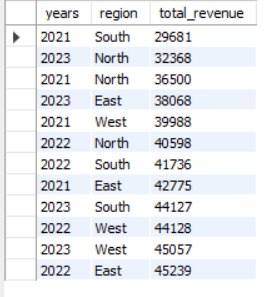 years region total_revenue
2021 South 29681
2023 North 32368
2021 North 36500
2023 East 38068
2021 West 39988
2022 North 40598
2022 South 41736
2021 East 42775
2023 South 44127
2022 West 44128
2023 West 45057
2022 East 45239